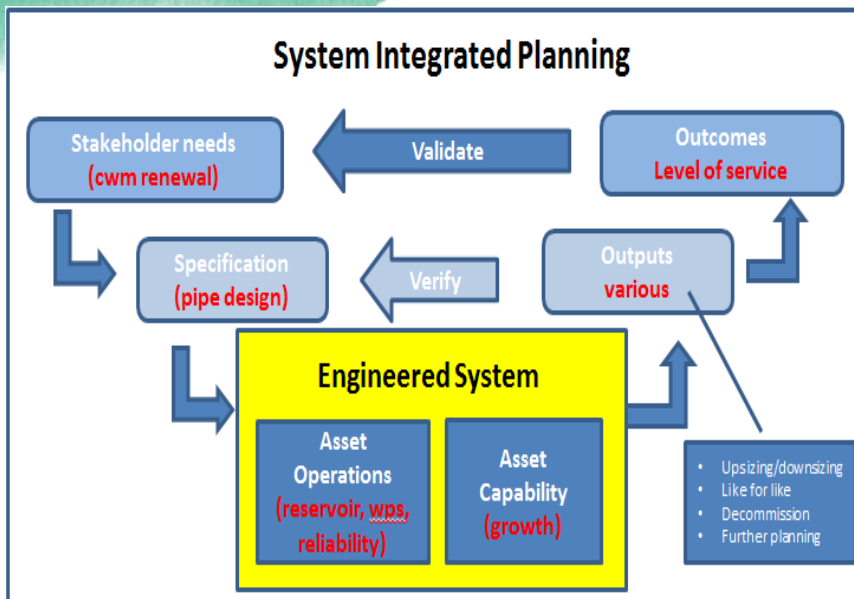 System Integrated Planning
Stakeholder needs
(cwm renewal)
Validate
Outcomes
Level of service
Specification
(pipe design)
Verify
Outputs
various
Engineered System
Asset
Operations
(reservoir, wps,
reliability)
Asset
Capability
(growth)
• Upsizing/downsizing
• Like for like
• Decommission
• Further planning